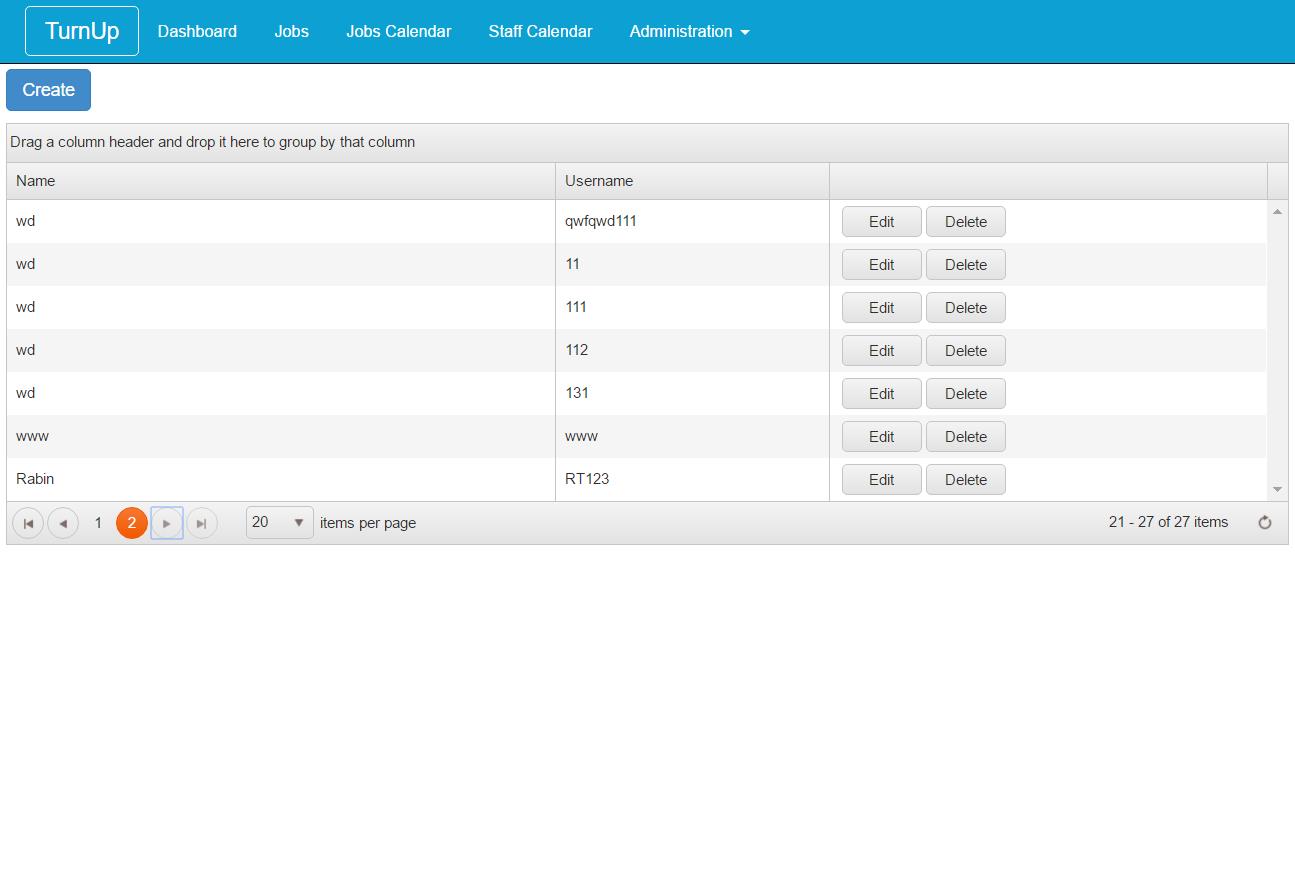 TurnUp Dashboard Jobs Jobs Calendar Staff Calendar Administration
Create
Drag a column header and drop it here to group by that column
Name Username
wd qwfqwd111 Edit Delete
wd 11 Edit Delete
wd 111 Edit Delete
wd 112 Edit Delete
wd 131 Edit Delete
www www Edit Delete
Rabin RT123 Edit Delete
1 2 20 items per page 21 - 27 of 27 items